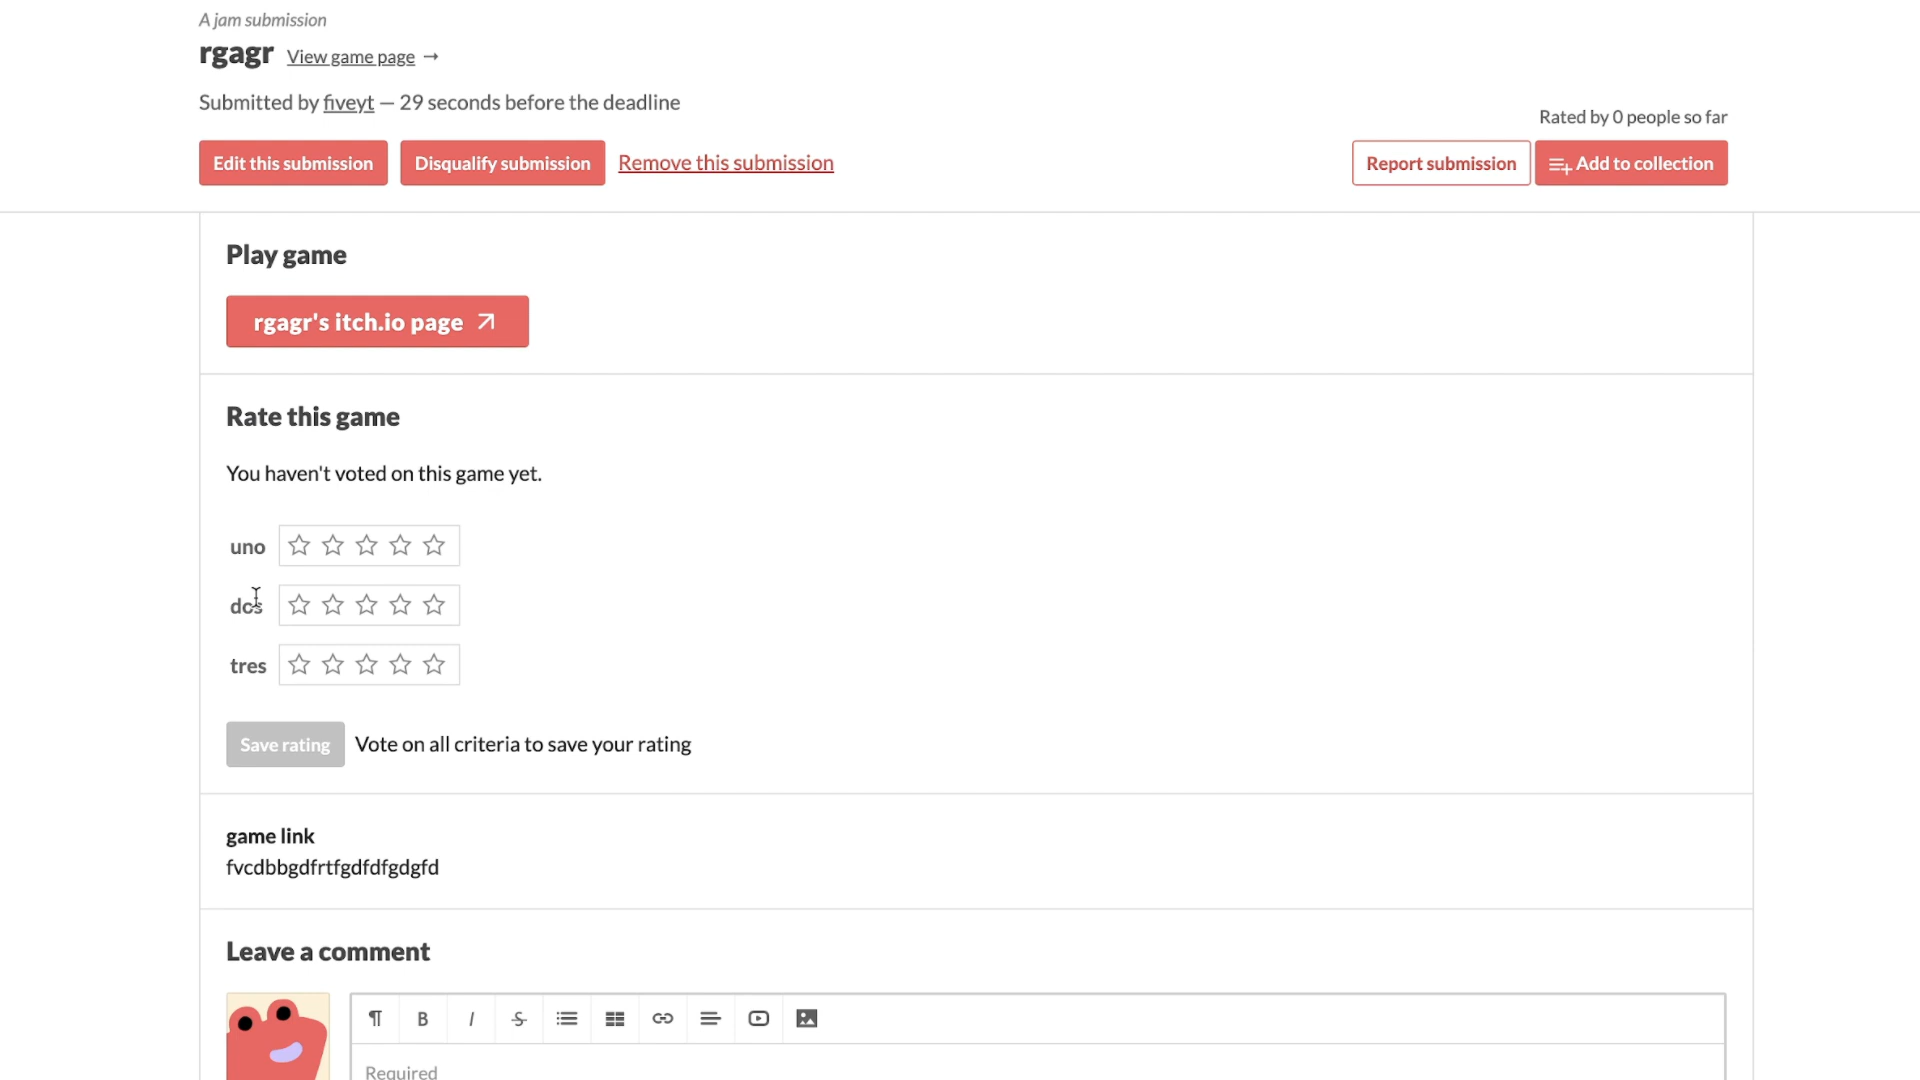 A jam submission
rgagr View game page →
Submitted by fiveyt — 29 seconds before the deadline
Rated by 0 people so far
Edit this submission Disqualify submission Remove this submission Report submission Add to collection
Play game
rgagr's itch.io page ↗
Rate this game
You haven't voted on this game yet.
uno
dos
tres
Save rating Vote on all criteria to save your rating
game link
fvcdbbgdfrtfgdfdfgdgfd
Leave a comment
¶ B I S
Required